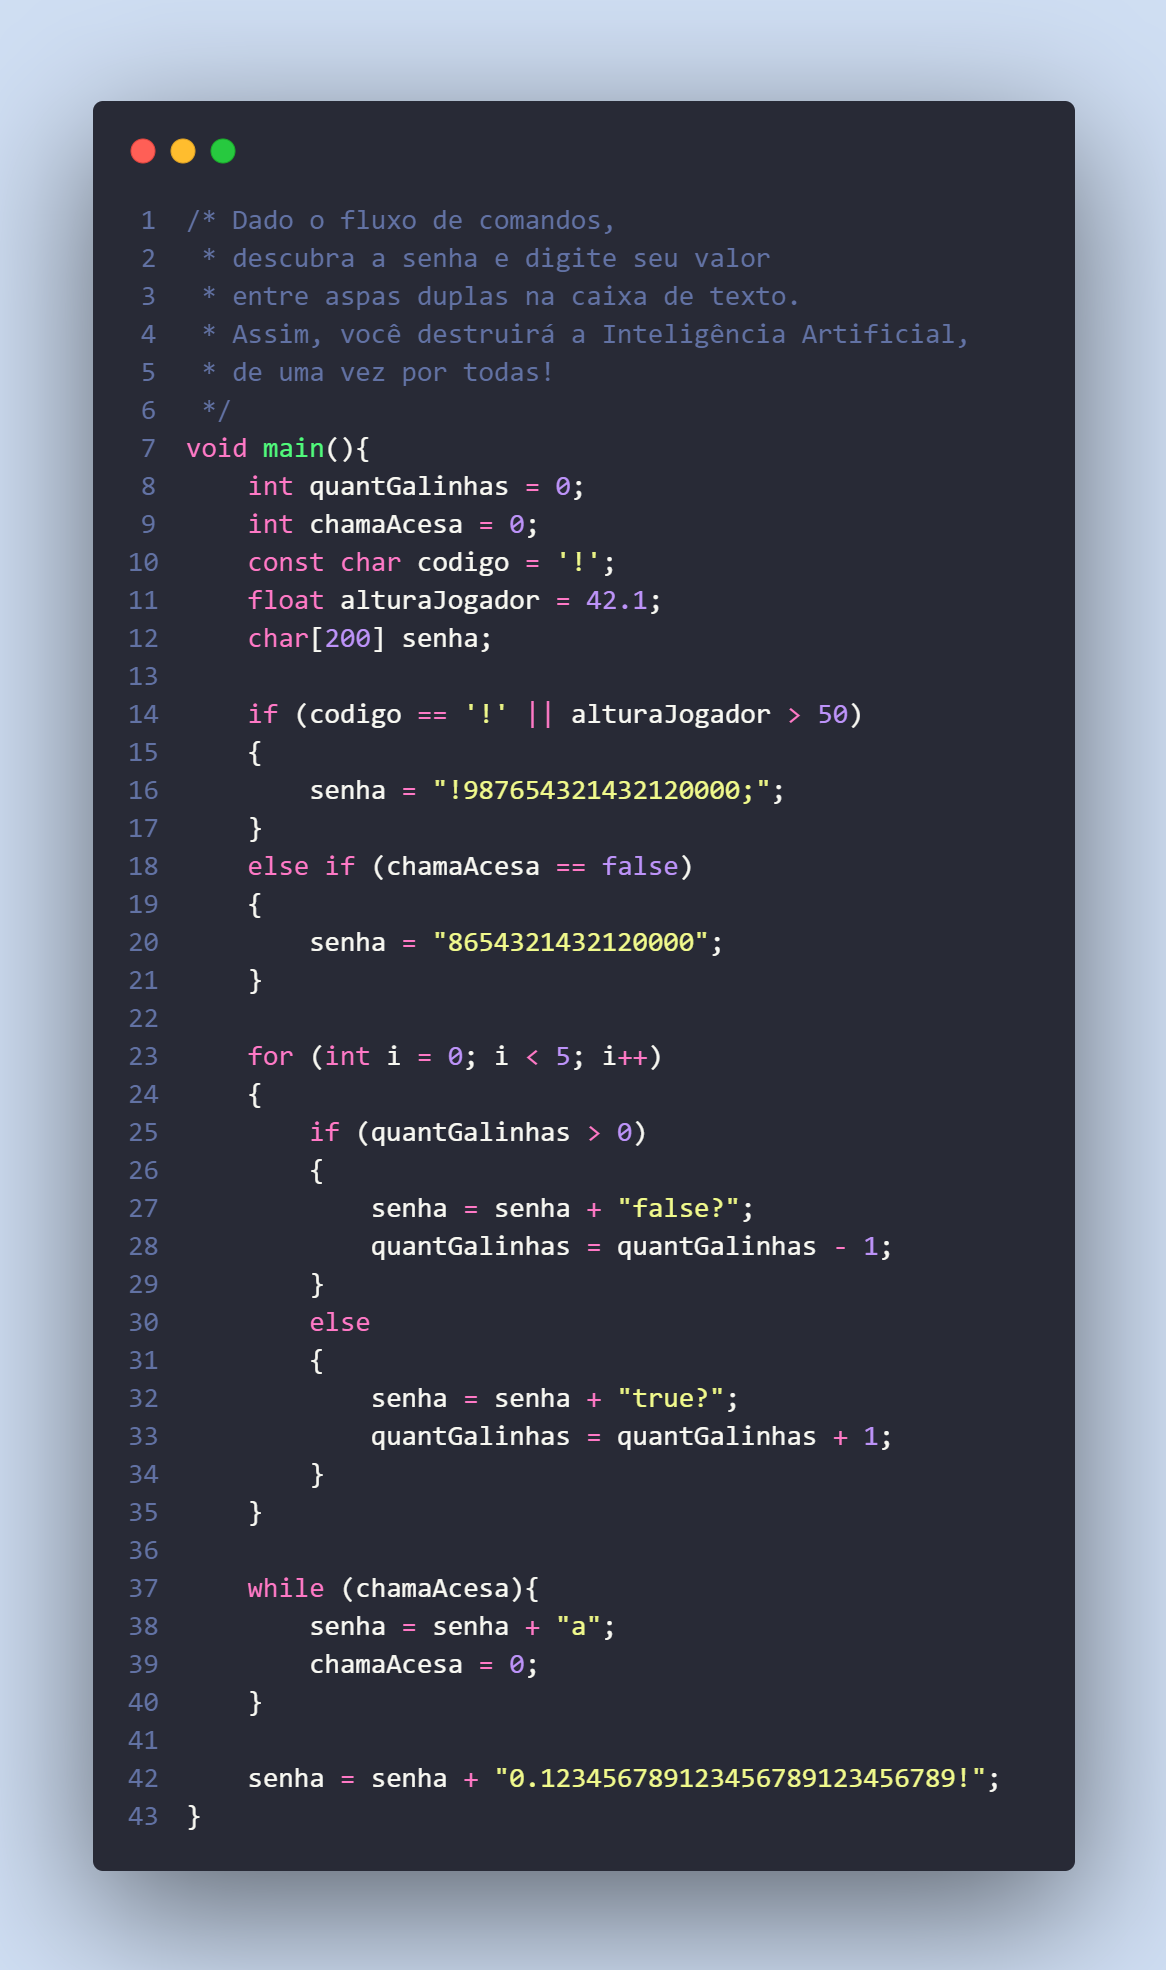 1 /* Dado o fluxo de comandos,
2  * descubra a senha e digite seu valor
3  * entre aspas duplas na caixa de texto.
4  * Assim, você destruirá a Inteligência Artificial,
5  * de uma vez por todas!
6  */
7 void main(){
8     int quantGalinhas = 0;
9     int chamaAcesa = 0;
10     const char codigo = '!';
11     float alturaJogador = 42.1;
12     char[200] senha;
13
14     if (codigo == '!' || alturaJogador > 50)
15     {
16         senha = "!987654321432120000;";
17     }
18     else if (chamaAcesa == false)
19     {
20         senha = "8654321432120000";
21     }
22
23     for (int i = 0; i < 5; i++)
24     {
25         if (quantGalinhas > 0)
26         {
27             senha = senha + "false?";
28             quantGalinhas = quantGalinhas - 1;
29         }
30         else
31         {
32             senha = senha + "true?";
33             quantGalinhas = quantGalinhas + 1;
34         }
35     }
36
37     while (chamaAcesa){
38         senha = senha + "a";
39         chamaAcesa = 0;
40     }
41
42     senha = senha + "0.1234567891234567891​23456789!";
43 }